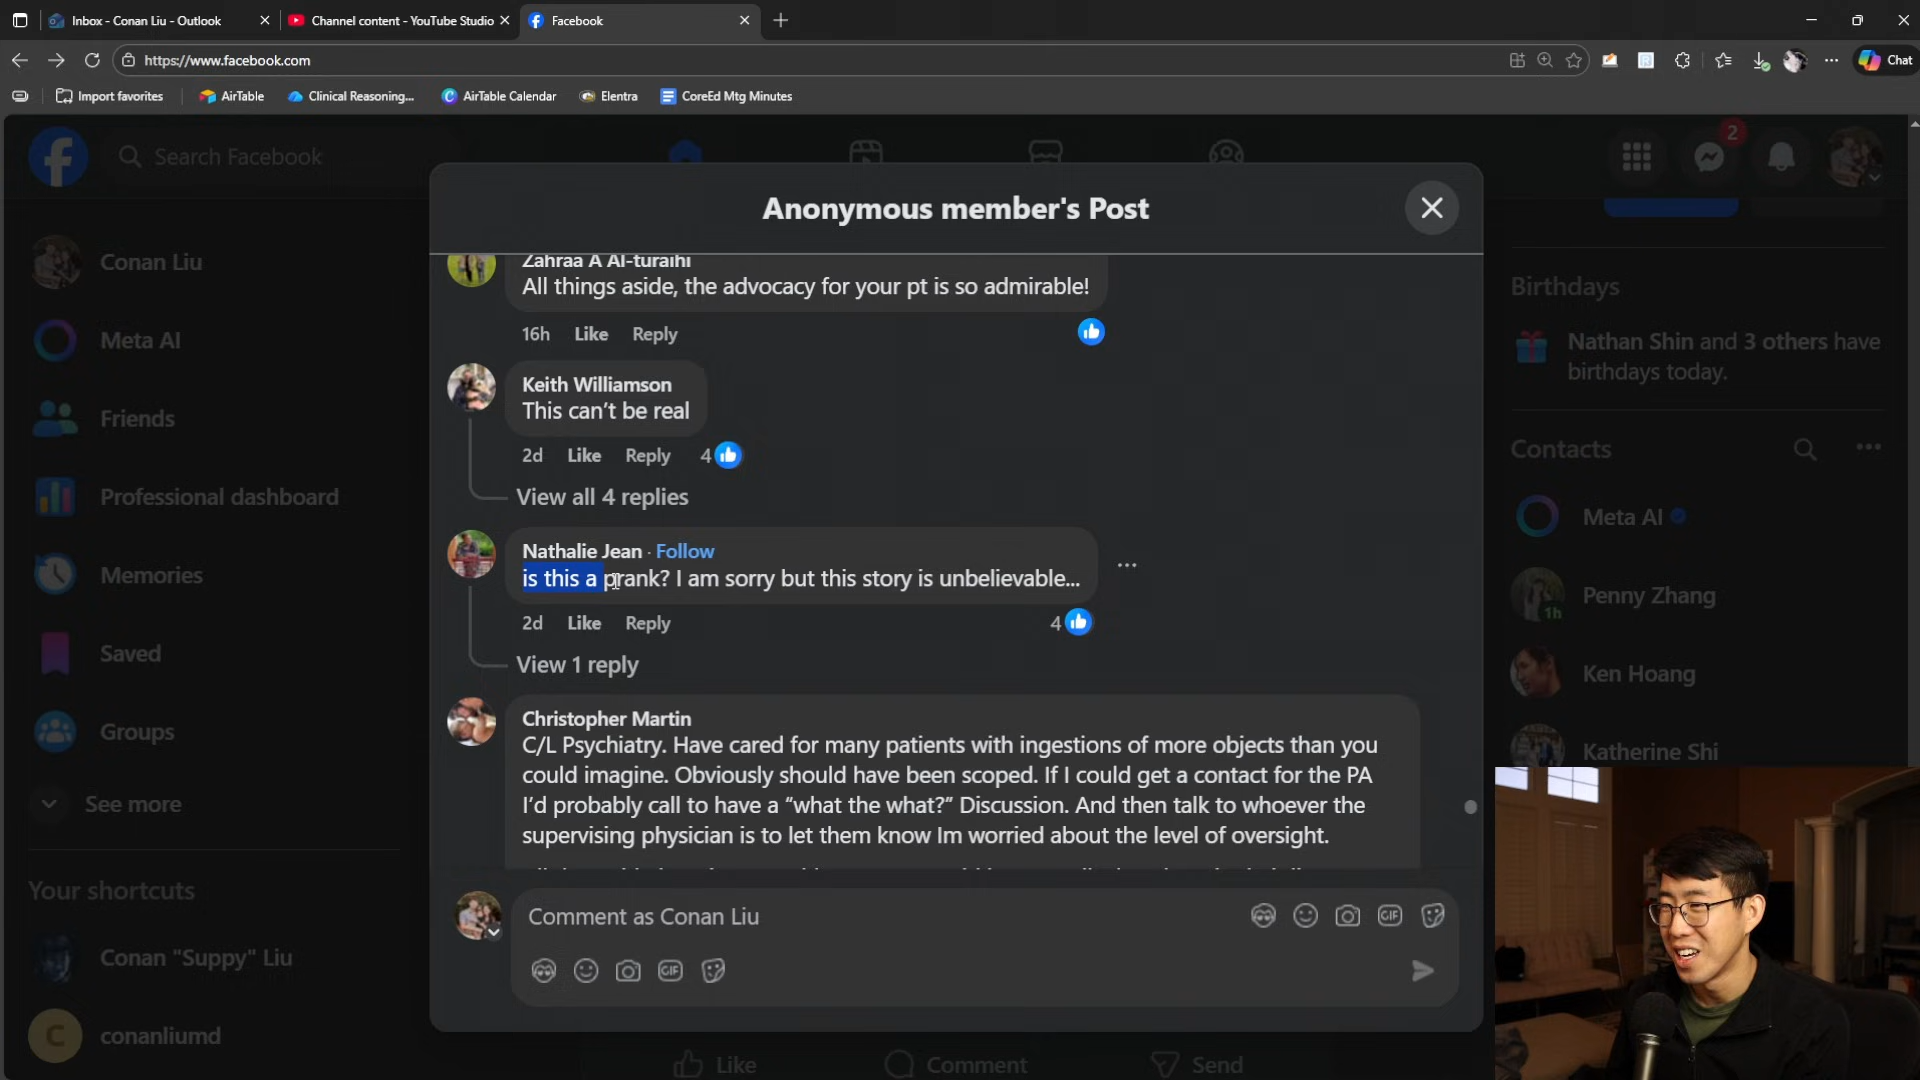 Inbox - Conan Liu - Outlook
Channel content - YouTube Studio
Facebook
https://www.facebook.com
Chat
Import favorites
AirTable
Clinical Reasoning...
AirTable Calendar
Elentra
CoreEd Mtg Minutes
Search Facebook
2
Conan Liu
Meta AI
Friends
Professional dashboard
Memories
Saved
Groups
See more
Your shortcuts
Conan "Suppy" Liu
C
conanliumd
Anonymous member's Post
Zahraa A Al-turaihi
All things aside, the advocacy for your pt is so admirable!
16h Like Reply
Keith Williamson
This can't be real
2d Like Reply 4
View all 4 replies
Nathalie Jean · Follow
is this a prank? I am sorry but this story is unbelievable...
2d Like Reply 4
View 1 reply
Christopher Martin
C/L Psychiatry. Have cared for many patients with ingestions of more objects than you
could imagine. Obviously should have been scoped. If I could get a contact for the PA
I'd probably call to have a “what the what?” Discussion. And then talk to whoever the
supervising physician is to let them know Im worried about the level of oversight.
Comment as Conan Liu
GIF
GIF
Like
Comment
Send
Birthdays
Nathan Shin and 3 others have
birthdays today.
Contacts
Meta AI
Penny Zhang
1h
Ken Hoang
Katherine Shi